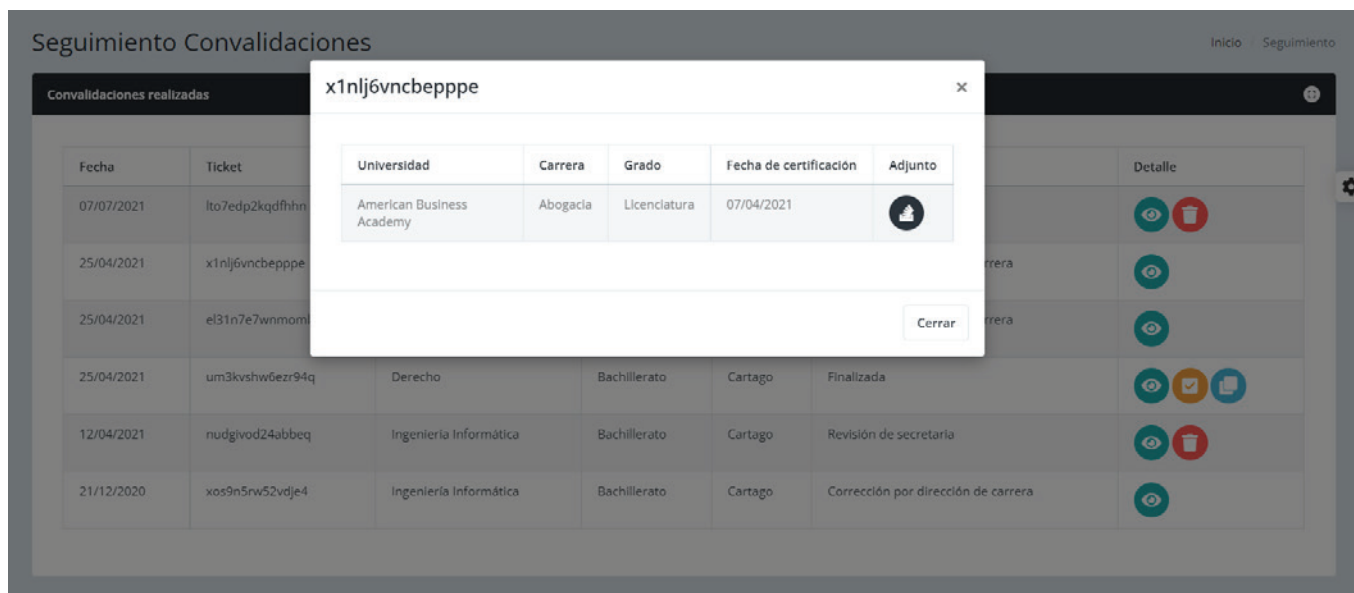 Seguimiento Convalidaciones
Inicio / Seguimiento
Convalidaciones realizadas
x1nlj6vncbepppe
×
Universidad Carrera Grado Fecha de certificación Adjunto
American Business Abogacia Licenciatura 07/04/2021
Academy
Cerrar
Fecha Ticket Detalle
07/07/2021 lto7edp2kqdfhhn
25/04/2021 x1nlj6vncbepppe rrera
25/04/2021 el31n7e7wnmoml rrera
25/04/2021 um3kvshw6ezr94q Derecho Bachillerato Cartago Finalizada
12/04/2021 nudgivod24abbeq Ingeniería Informática Bachillerato Cartago Revisión de secretaria
21/12/2020 xos9n5rw52vdje4 Ingeniería Informática Bachillerato Cartago Corrección por dirección de carrera